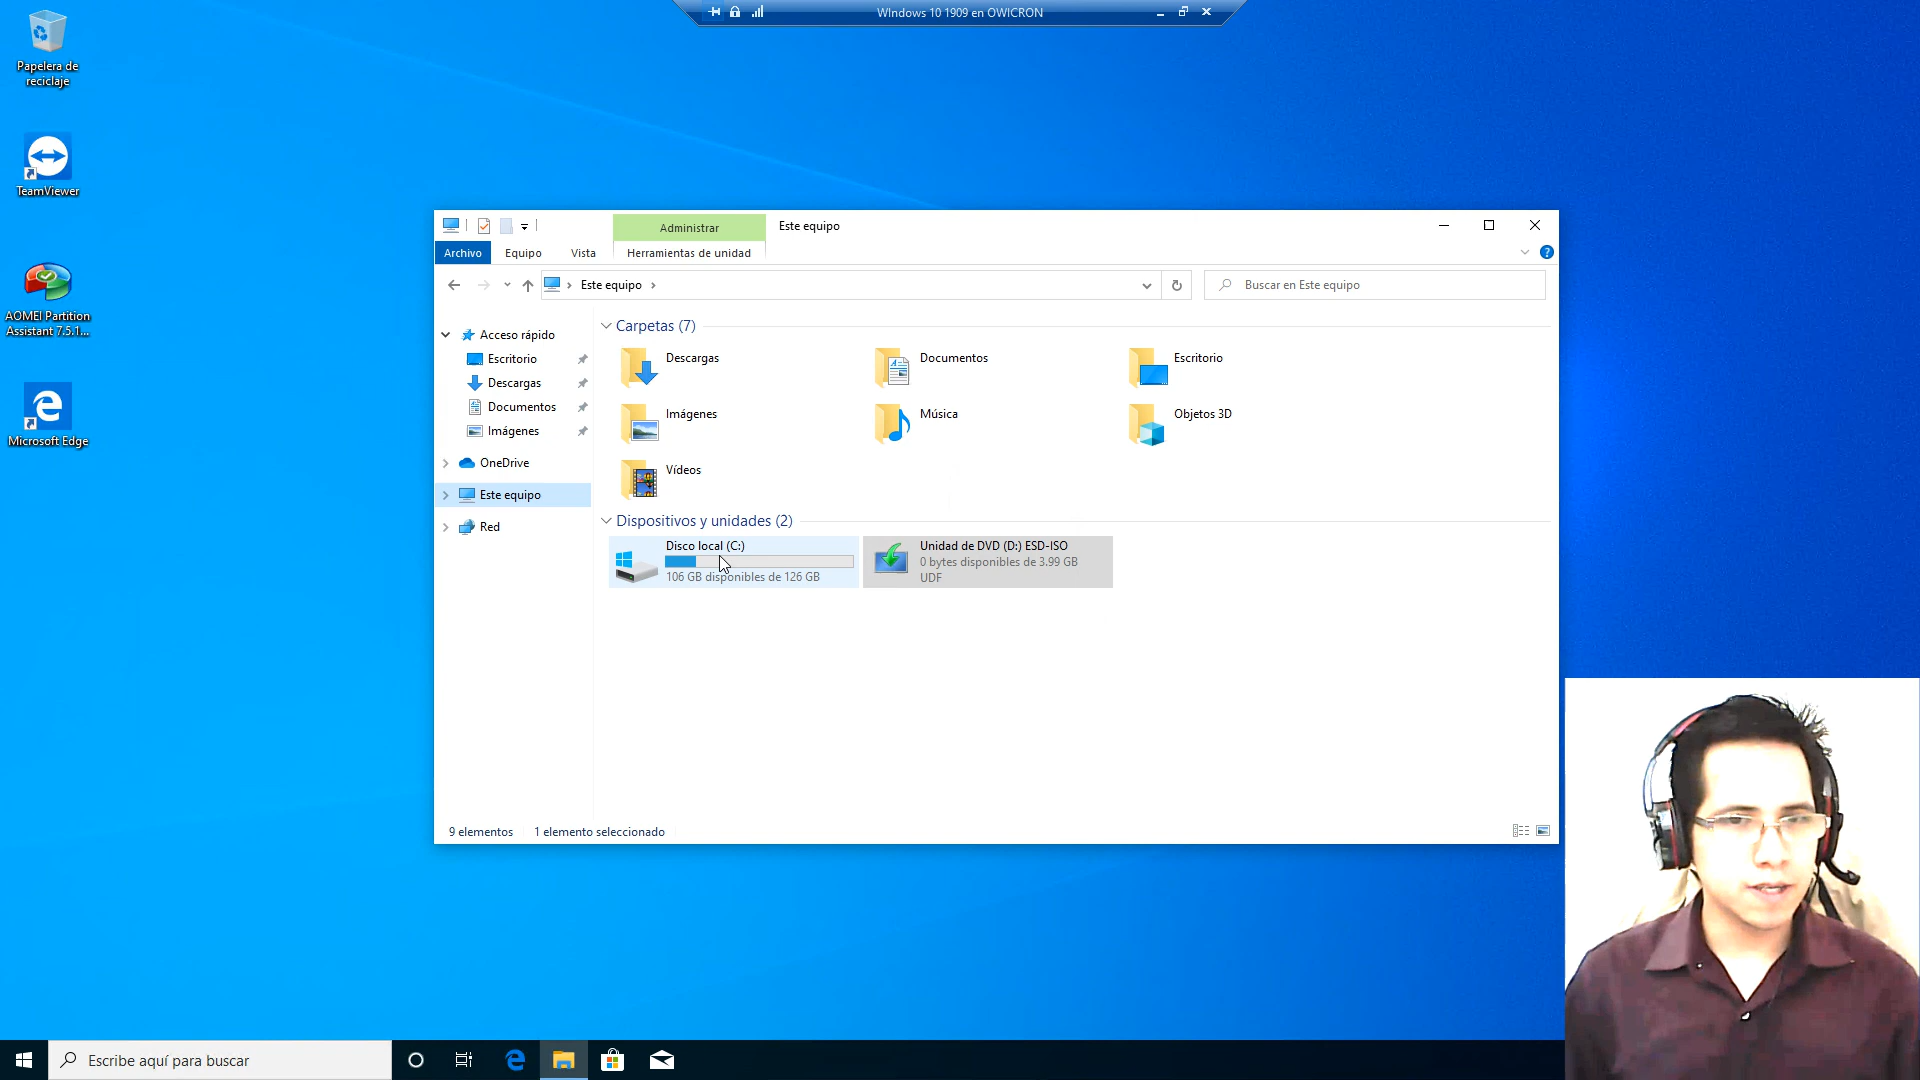 WIndows 10 1909 en OWICRON
Papelera de
reciclaje
TeamViewer
AOMEI Partition
Assistant 7.5.1...
Microsoft Edge
Administrar
Este equipo
Archivo
Equipo
Vista
Herramientas de unidad
Este equipo
Buscar en Este equipo
Acceso rápido
Escritorio
Descargas
Documentos
Imágenes
OneDrive
Este equipo
Red
Carpetas (7)
Descargas
Documentos
Escritorio
Imágenes
Música
Objetos 3D
Vídeos
Dispositivos y unidades (2)
Disco local (C:)
106 GB disponibles de 126 GB
Unidad de DVD (D:) ESD-ISO
0 bytes disponibles de 3.99 GB
UDF
9 elementos
1 elemento seleccionado
Escribe aquí para buscar